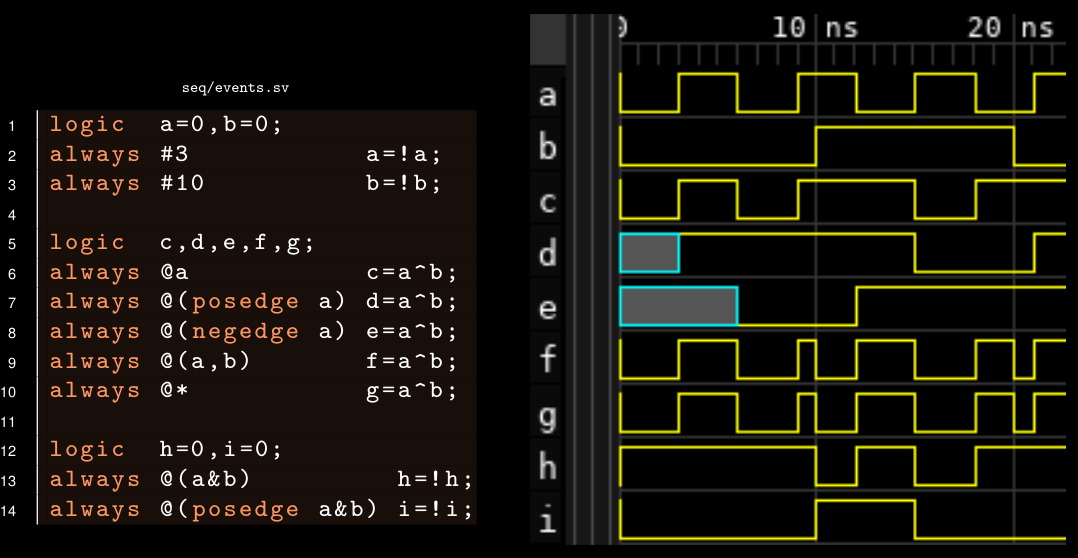 seq/events.sv
1 logic a=0,b=0;
2 always #3 a=!a;
3 always #10 b=!b;
4
5 logic c,d,e,f,g;
6 always @a c=a^b;
7 always @(posedge a) d=a^b;
8 always @(negedge a) e=a^b;
9 always @(a,b) f=a^b;
10 always @* g=a^b;
11
12 logic h=0,i=0;
13 always @(a&b) h=!h;
14 always @(posedge a&b) i=!i;
0 10 ns 20 ns
a
b
c
d
e
f
g
h
i